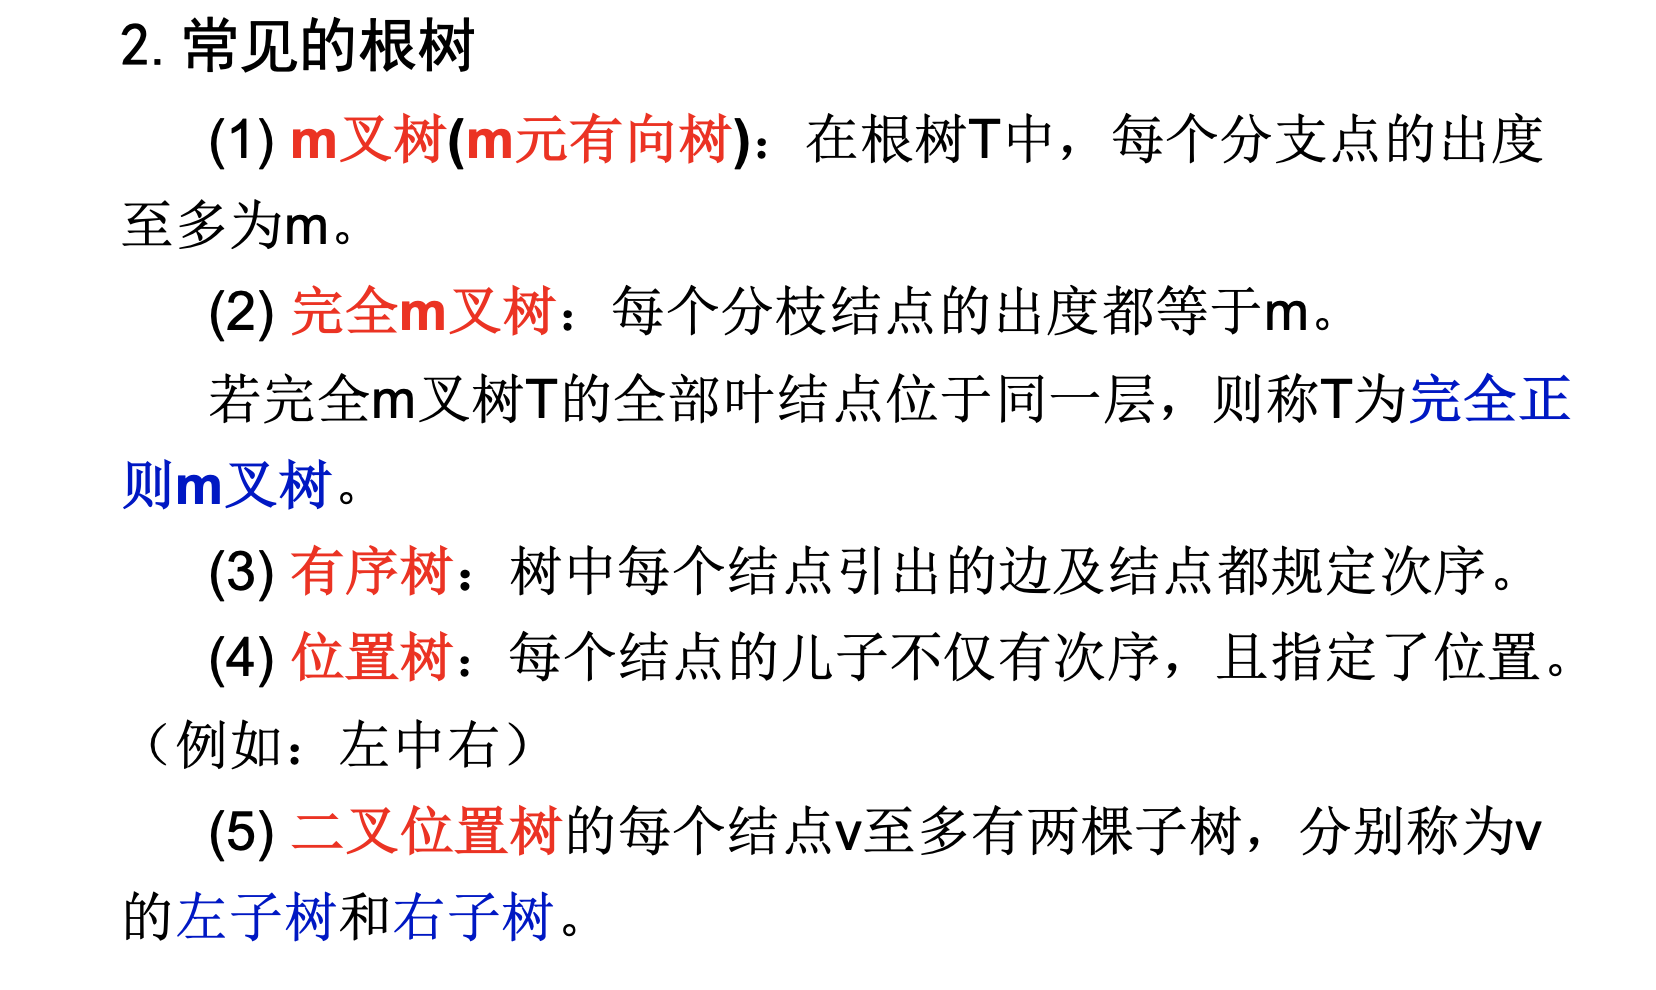 2. 常见的根树
(1) m叉树(m元有向树)：在根树T中，每个分支点的出度
至多为m。
(2) 完全m叉树：每个分枝结点的出度都等于m。
若完全m叉树T的全部叶结点位于同一层，则称T为完全正
则m叉树。
(3) 有序树：树中每个结点引出的边及结点都规定次序。
(4) 位置树：每个结点的儿子不仅有次序，且指定了位置。
（例如：左中右）
(5) 二叉位置树的每个结点v至多有两棵子树，分别称为v
的左子树和右子树。